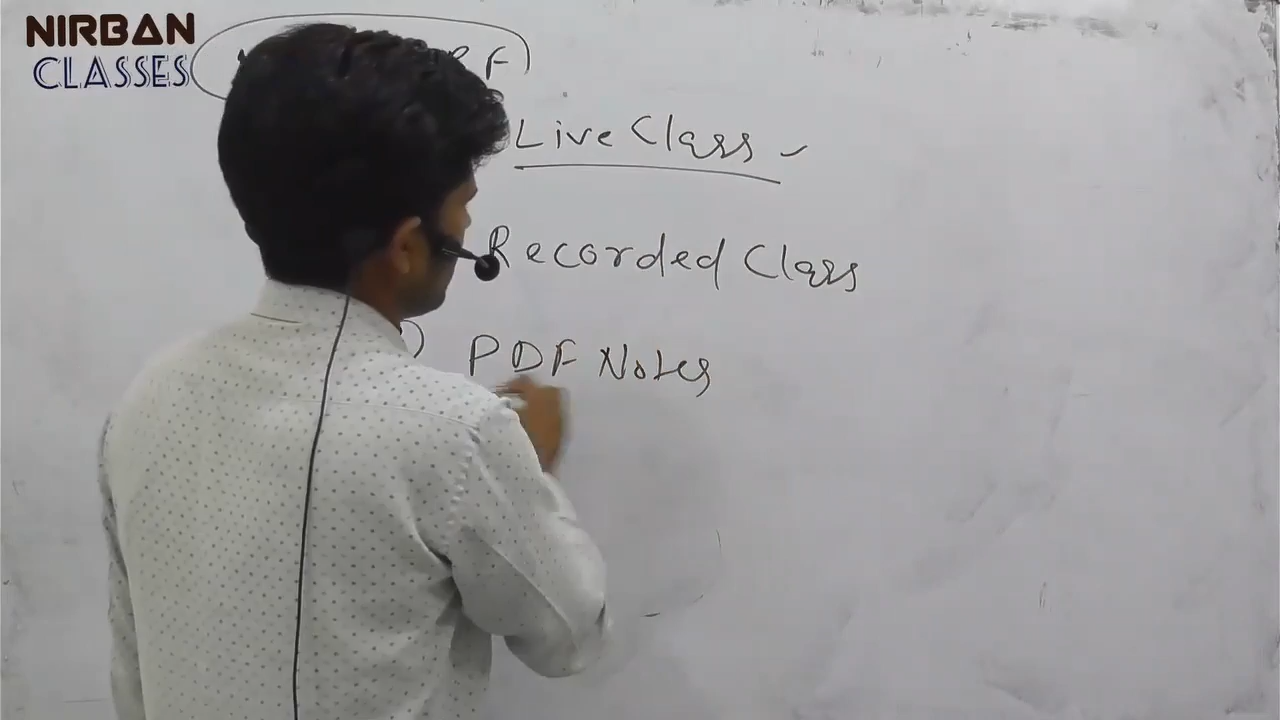 NIRBAN
CLASSES
Live Class
Recorded Class
PDF Notes